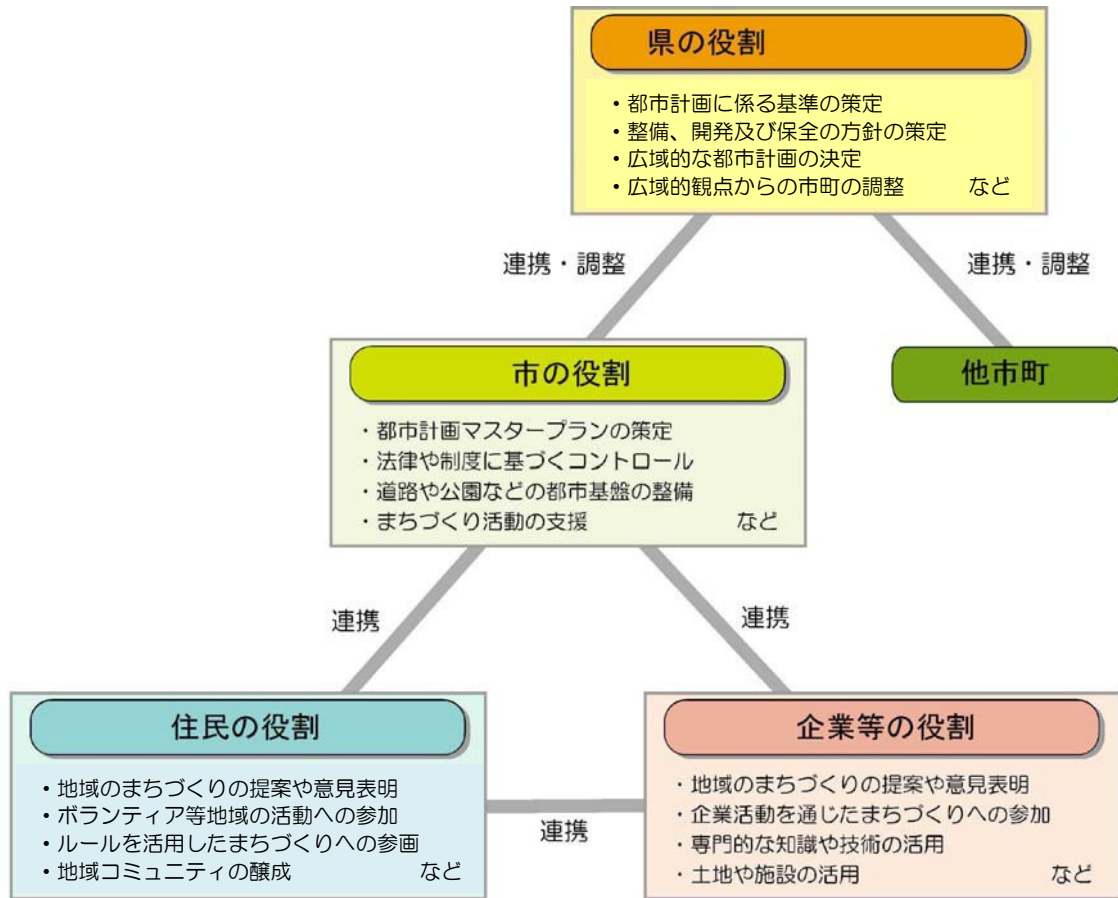 県の役割
・都市計画に係る基準の策定
・整備、開発及び保全の方針の策定
・広域的な都市計画の決定
・広域的観点からの市町の調整　など
連携・調整
連携・調整
市の役割
・都市計画マスタープランの策定
・法律や制度に基づくコントロール
・道路や公園などの都市基盤の整備
・まちづくり活動の支援　など
他市町
連携
連携
住民の役割
・地域のまちづくりの提案や意見表明
・ボランティア等地域の活動への参加
・ルールを活用したまちづくりへの参画
・地域コミュニティの醸成　など
連携
企業等の役割
・地域のまちづくりの提案や意見表明
・企業活動を通じたまちづくりへの参加
・専門的な知識や技術の活用
・土地や施設の活用　など